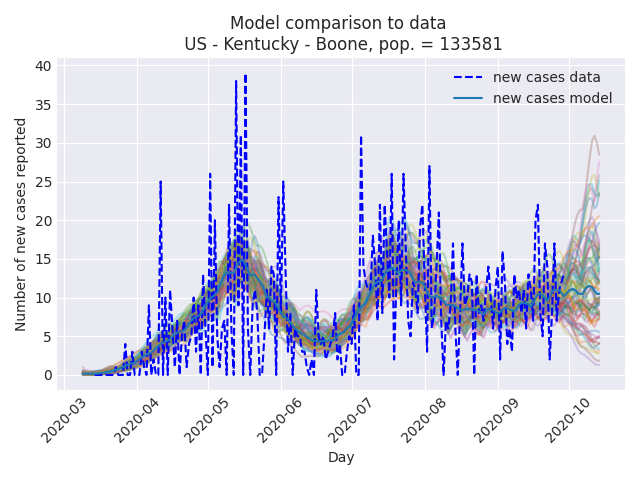 Model comparison to data
US - Kentucky - Boone, pop. = 133581
new cases data
new cases model
Number of new cases reported
40
35
30
25
20
15
10
5
0
2020-03
2020-04
2020-05
2020-06
2020-07
2020-08
2020-09
2020-10
Day